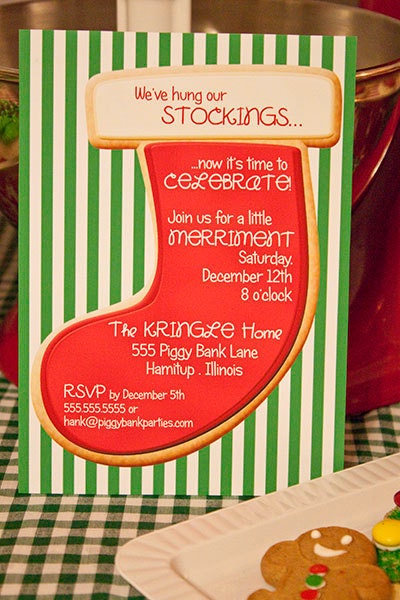 We've hung our
STOCKINGS...
...now it's time to
CELEBRATE!
Join us for a little
MERRIMENT
Saturday,
December 12th
8 o'clock
The KRINGLE Home
555 Piggy Bank Lane
Hamitup . Illinois
RSVP by December 5th
555.555.5555 or
hank@piggybankparties.com